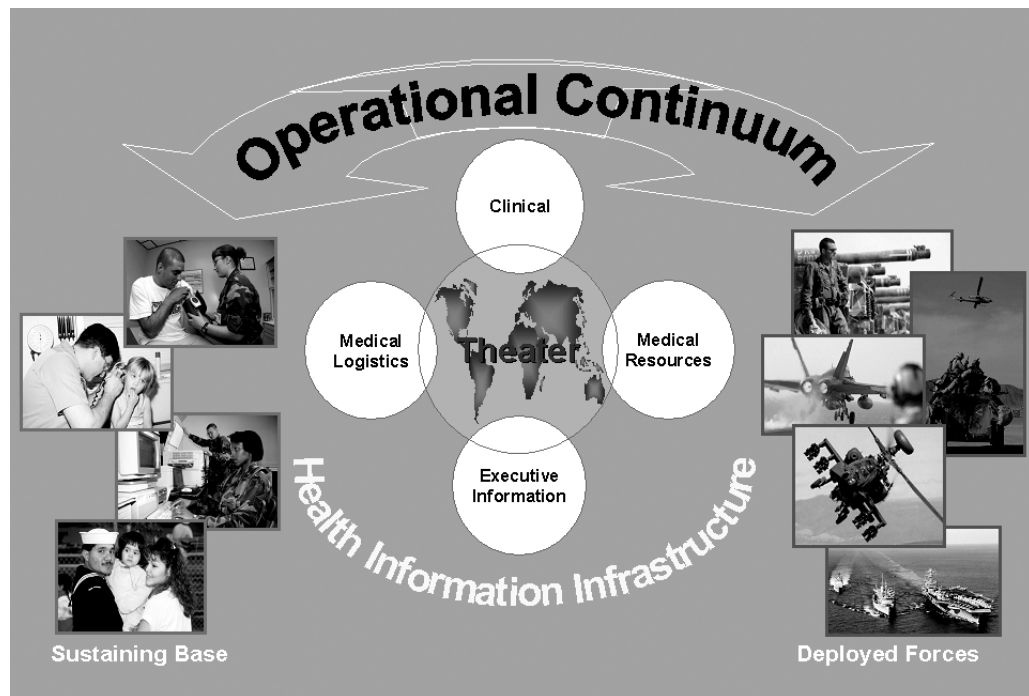 Operational Continuum
Clinical
Medical
Logistics
Theater
Medical
Resources
Executive
Information
Health Information Infrastructure
Sustaining Base
Deployed Forces